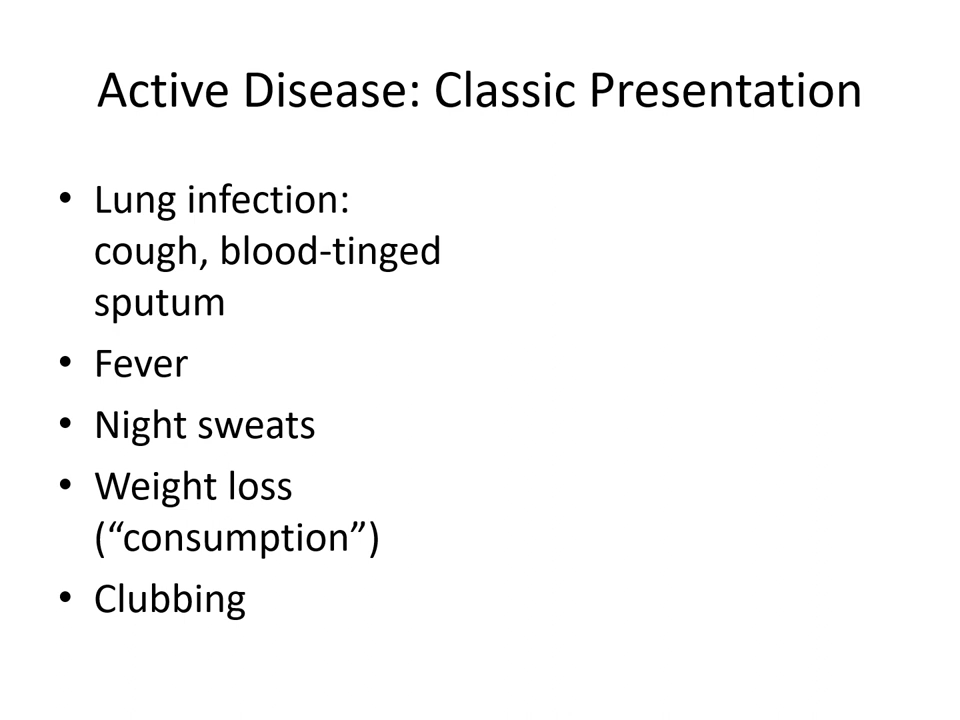 Active Disease: Classic Presentation
• Lung infection:
cough, blood-tinged
sputum
• Fever
• Night sweats
• Weight loss
(“consumption”)
• Clubbing